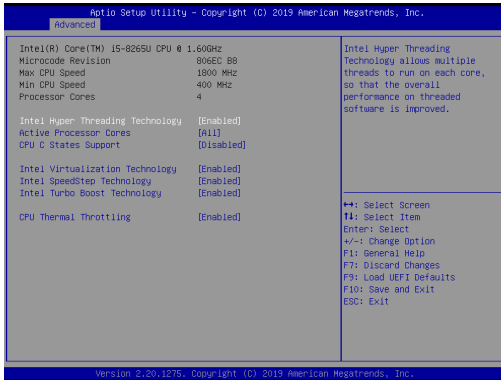 Aptio Setup Utility – Copyright (C) 2019 American Megatrends, Inc.
Advanced
Intel(R) Core(TM) i5-8265U CPU @ 1.60GHz
Microcode Revision 806EC B8
Max CPU Speed 1800 MHz
Min CPU Speed 400 MHz
Processor Cores 4
Intel Hyper Threading Technology [Enabled]
Active Processor Cores [All]
CPU C States Support [Disabled]
Intel Virtualization Technology [Enabled]
Intel SpeedStep Technology [Enabled]
Intel Turbo Boost Technology [Enabled]
CPU Thermal Throttling [Enabled]
Intel Hyper Threading
Technology allows multiple
threads to run on each core,
so that the overall
performance on threaded
software is improved.
↔: Select Screen
↑↓: Select Item
Enter: Select
+/-: Change Option
F1: General Help
F7: Discard Changes
F9: Load UEFI Defaults
F10: Save and Exit
ESC: Exit
Version 2.20.1275. Copyright (C) 2019 American Megatrends, Inc.